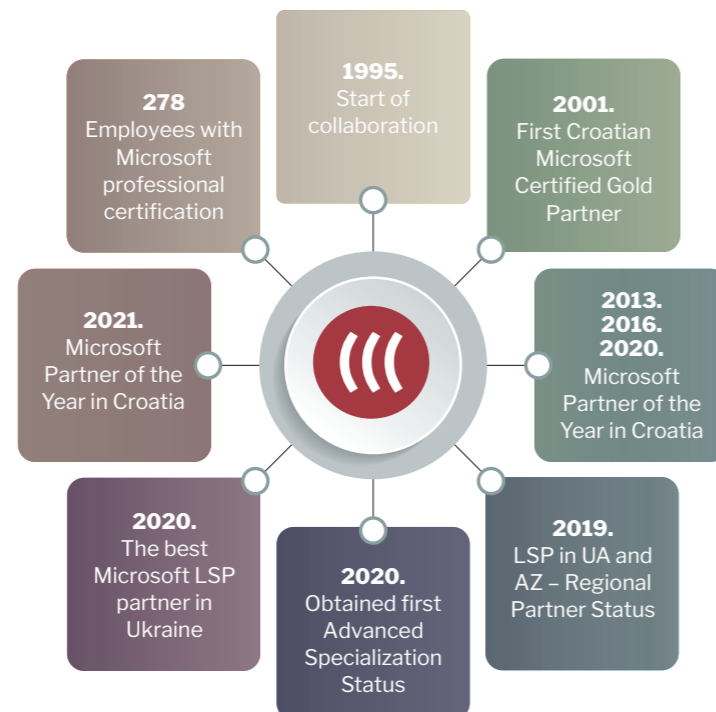 1995.
Start of
collaboration
2001.
First Croatian
Microsoft
Certified Gold
Partner
2013.
2016.
2020.
Microsoft
Partner of the
Year in Croatia
2019.
LSP in UA and
AZ – Regional
Partner Status
2020.
Obtained first
Advanced
Specialization
Status
2020.
The best
Microsoft LSP
partner in
Ukraine
2021.
Microsoft
Partner of the
Year in Croatia
278
Employees with
Microsoft
professional
certification